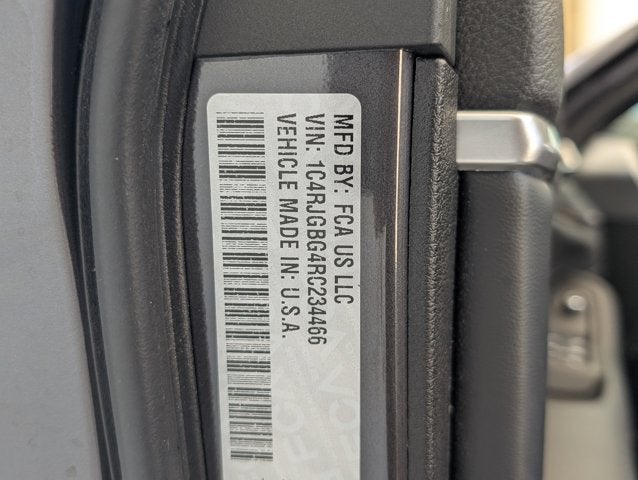 MFD BY: FCA US LLC
VIN: 1C4RJGBG4RC234466
VEHICLE MADE IN: U.S.A.